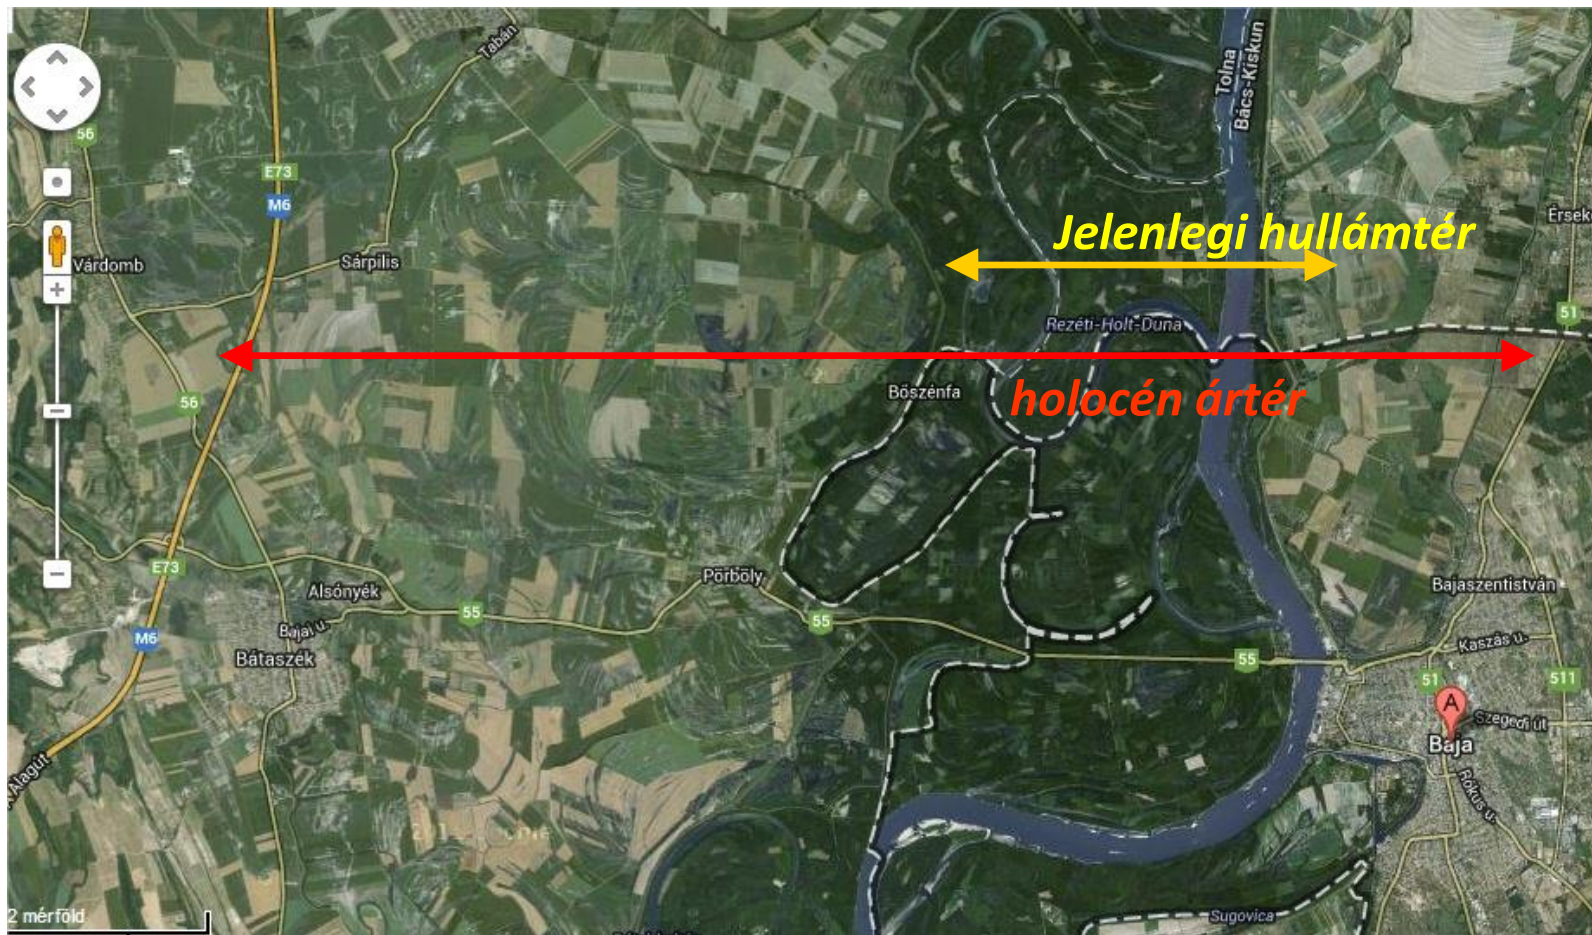 Tabán
Tolna
Bács-Kiskun
56
E73
M6
Jelenlegi hullámtér
Érsek
Várdomb
Sárpilis
51
Rezéti-Holt-Duna
56
Bőszénfa
holocén ártér
E73
Alsónyék
Pörböly
Bajaszentistván
55
55
M6
Bajai u.
Bátaszék
Kaszás u.
55
51
511
A
Szegedi út
Baja
Alagút
Rókus u.
2 mérföld
Sugovica